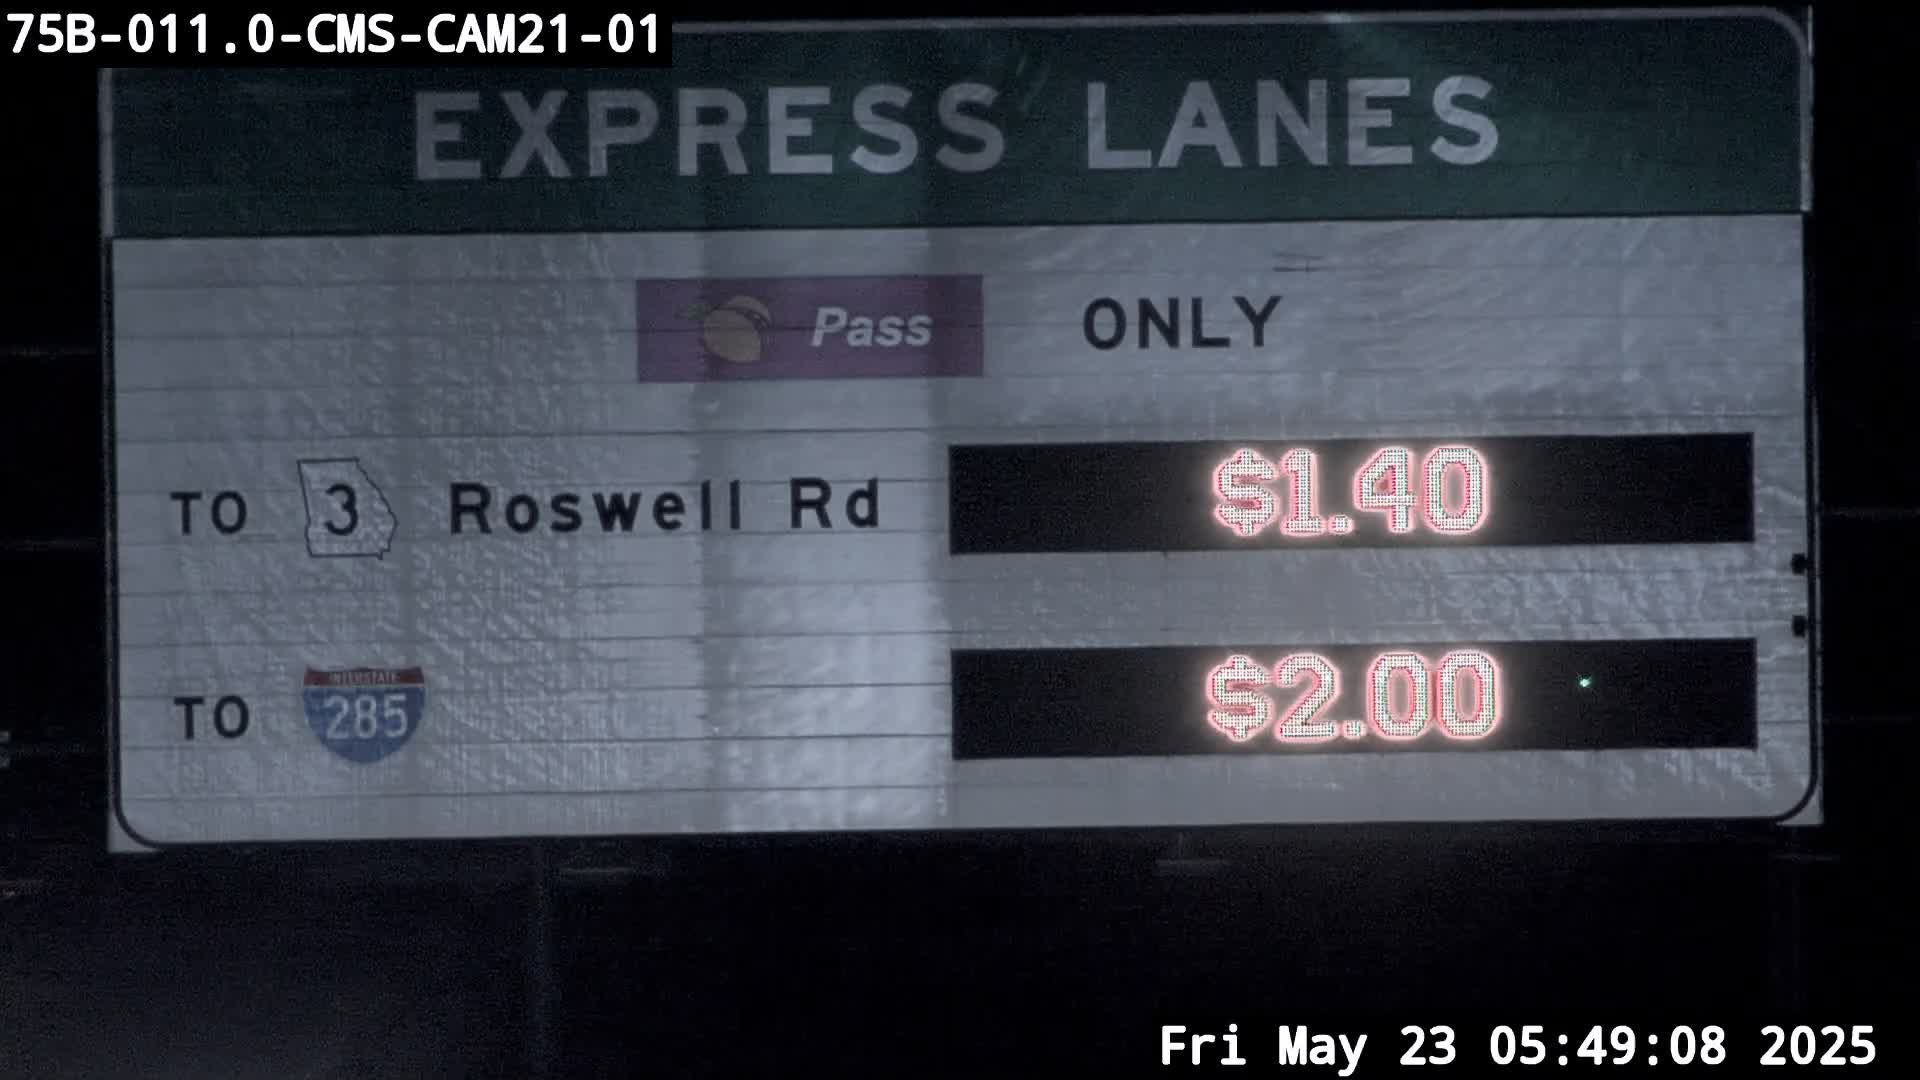 75B-011.0-CMS-CAM21-01
EXPRESS LANES
Pass ONLY
TO 3 Roswell Rd $1.40
TO INTERSTATE 285 $2.00
Fri May 23 05:49:08 2025